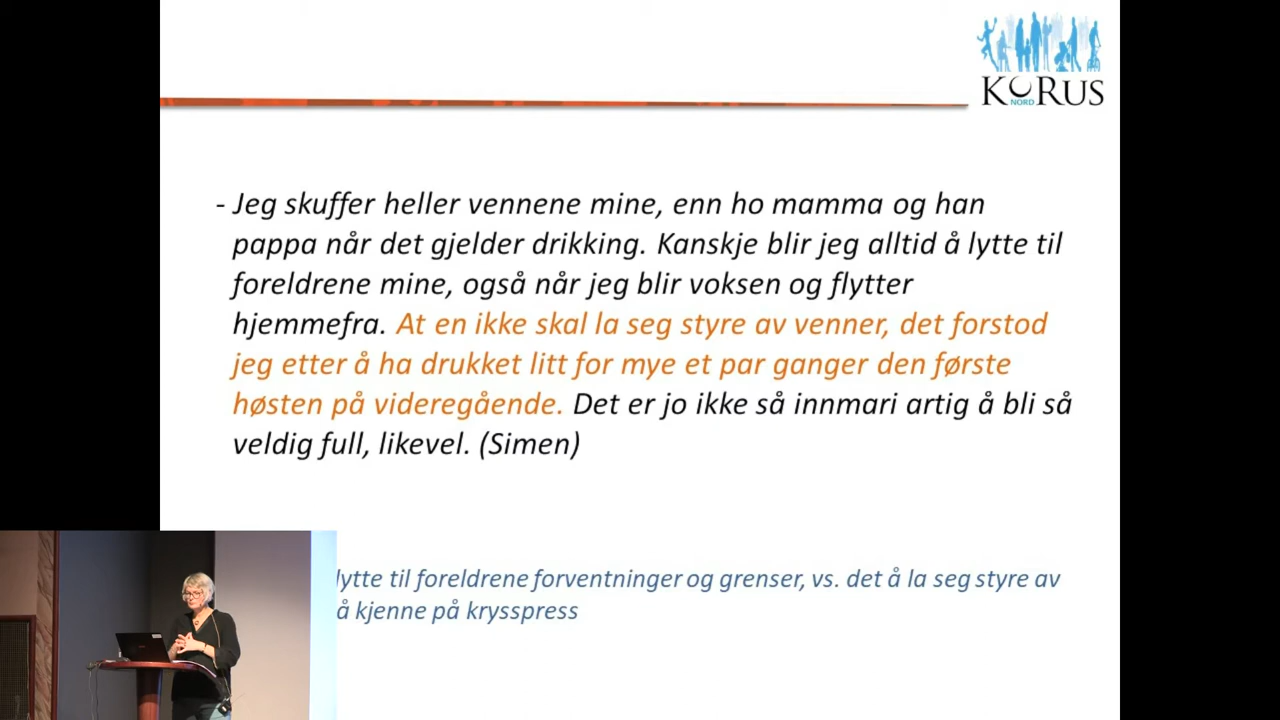 KoRUS
NORD
- Jeg skuffer heller vennene mine, enn ho mamma og han
pappa når det gjelder drikking. Kanskje blir jeg alltid å lytte til
foreldrene mine, også når jeg blir voksen og flytter
hjemmefra. At en ikke skal la seg styre av venner, det forstod
jeg etter å ha drukket litt for mye et par ganger den første
høsten på videregående. Det er jo ikke så innmari artig å bli så
veldig full, likevel. (Simen)
lytte til foreldrene forventninger og grenser, vs. det å la seg styre av
å kjenne på krysspress